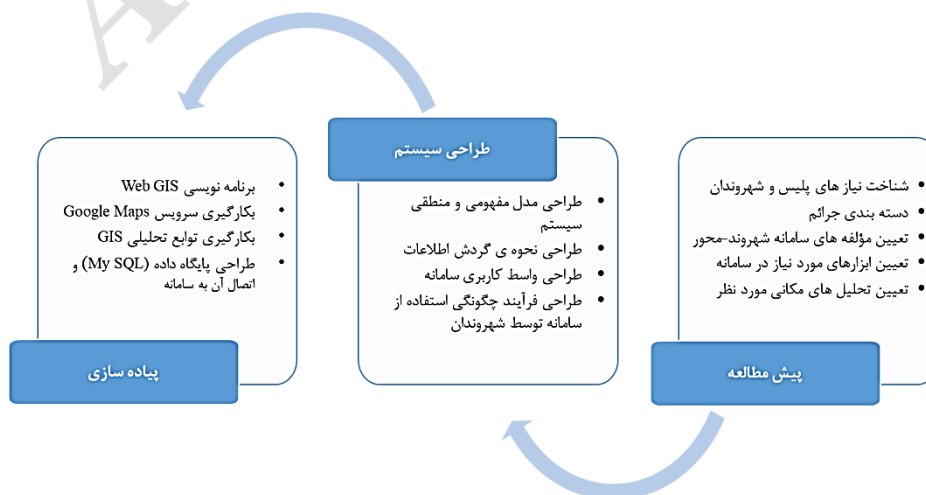 شناخت نیاز های پلیس و شهروندان
دسته بندی جرائم
تعیین مؤلفه های سامانه شهروند-محور
تعیین ابزارهای مورد نیاز در سامانه
تعیین تحلیل های مکانی مورد نظر
پیش مطالعه
طراحی سیستم
طراحی مدل مفهومی و منطقی
سیستم
طراحی نحوه ی گردش اطلاعات
طراحی واسط کاربری سامانه
طراحی فرآیند چگونگی استفاده از
سامانه توسط شهروندان
برنامه نویسی Web GIS
بکارگیری سرویس Google Maps
بکارگیری توابع تحلیلی GIS
طراحی پایگاه داده (My SQL) و
اتصال آن به سامانه
پیاده سازی